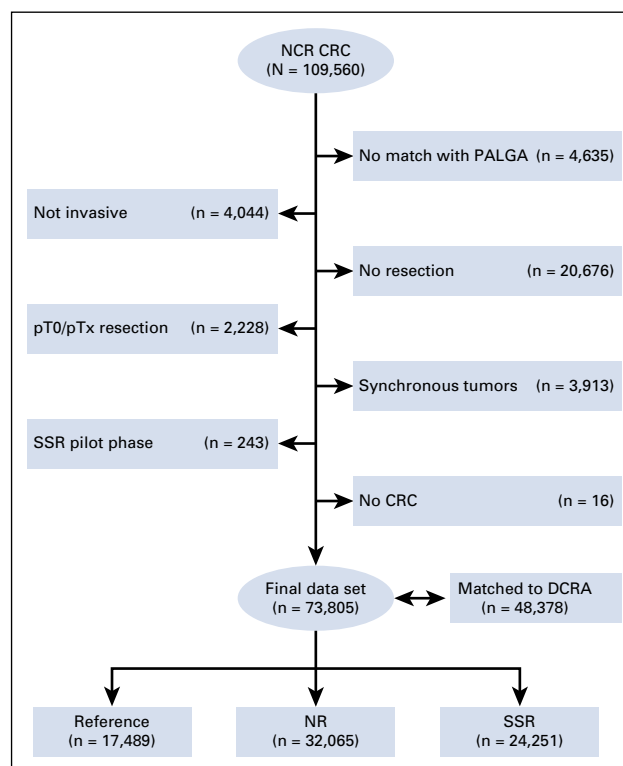 NCR CRC
(N = 109,560)
No match with PALGA (n = 4,635)
Not invasive (n = 4,044)
No resection (n = 20,676)
pT0/pTx resection (n = 2,228)
Synchronous tumors (n = 3,913)
SSR pilot phase (n = 243)
No CRC (n = 16)
Final data set
(n = 73,805)
Matched to DCRA
(n = 48,378)
Reference
(n = 17,489)
NR
(n = 32,065)
SSR
(n = 24,251)